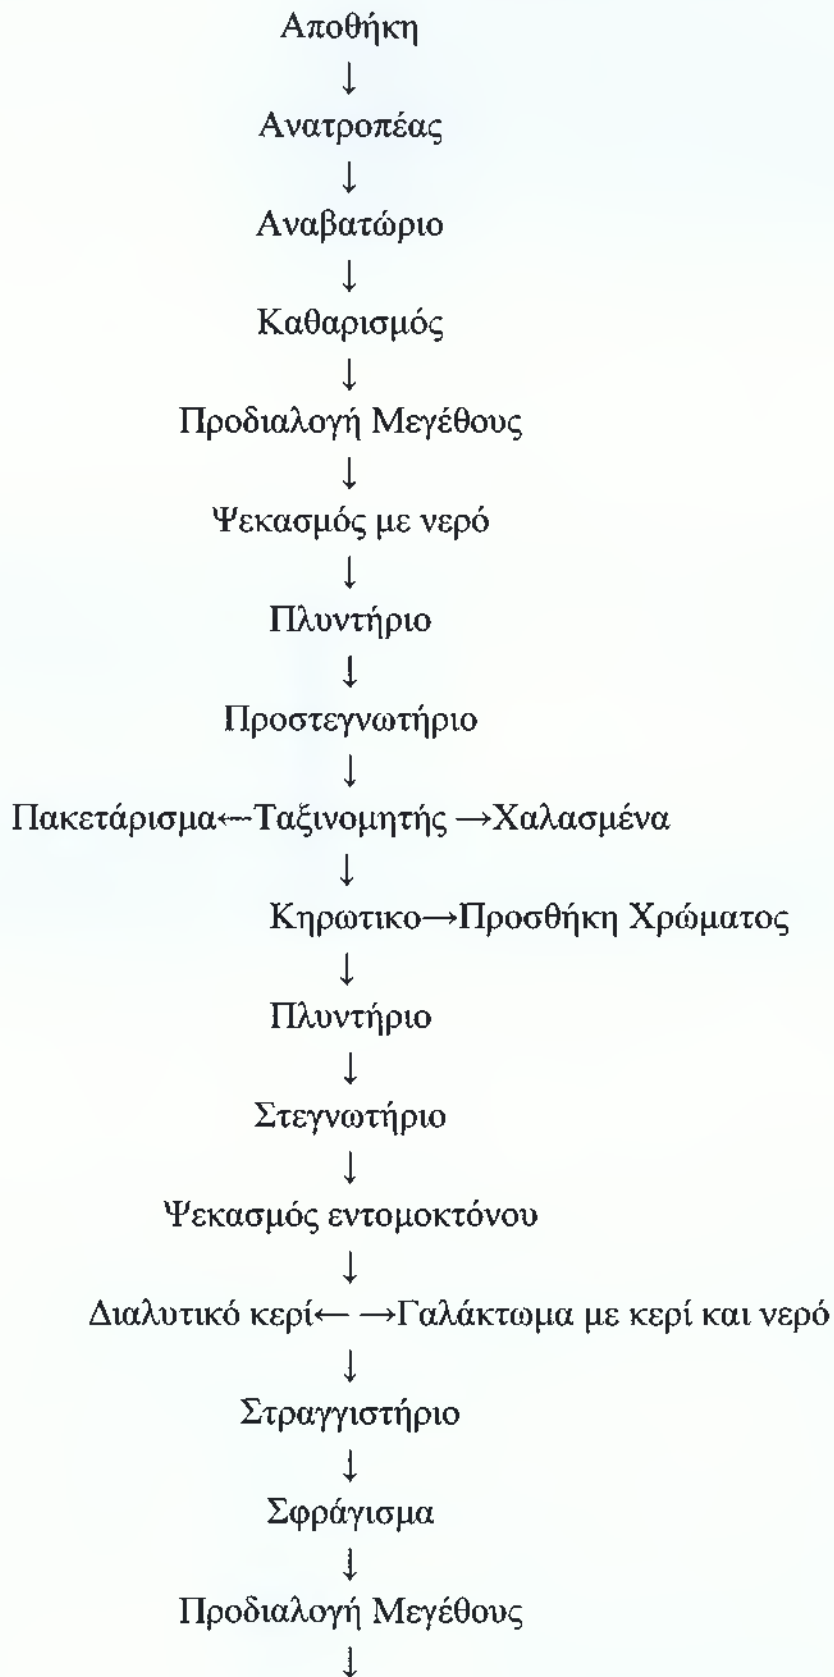 Αποθήκη
↓
Ανατροπέας
↓
Αναβατώριο
↓
Καθαρισμός
↓
Προδιαλογή Μεγέθους
↓
Ψεκασμός με νερό
↓
Πλυντήριο
↓
Προστεγνωτήριο
↓
Πακετάρισμα←Ταξινομητής →Χαλασμένα
↓
Κηρωτικο→Προσθήκη Χρώματος
↓
Πλυντήριο
↓
Στεγνωτήριο
↓
Ψεκασμός εντομοκτόνου
↓
Διαλυτικό κερί← →Γαλάκτωμα με κερί και νερό
↓
Στραγγιστήριο
↓
Σφράγισμα
↓
Προδιαλογή Μεγέθους
↓